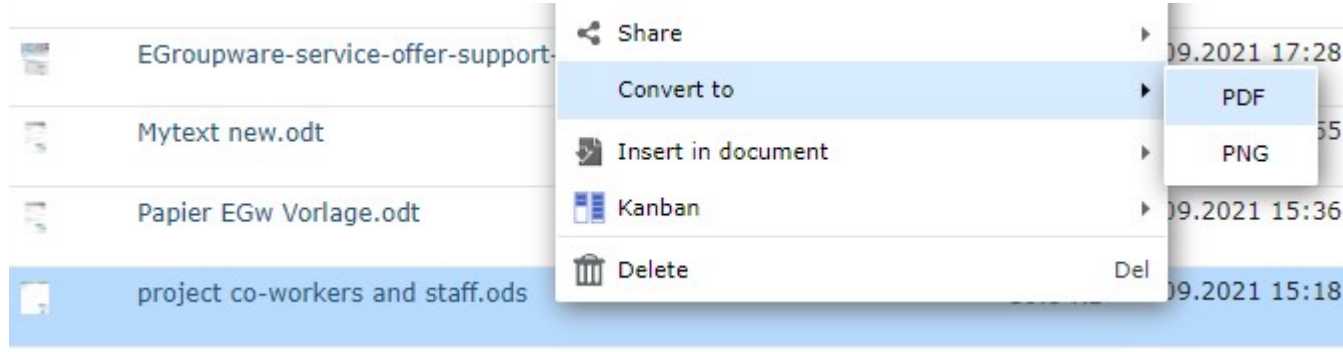 Share
EGroupware-service-offer-support- 09.2021 17:28
Convert to
PDF
Mytext new.odt 55
Insert in document
PNG
Kanban
Papier EGw Vorlage.odt 09.2021 15:36
Delete Del
project co-workers and staff.ods 09.2021 15:18